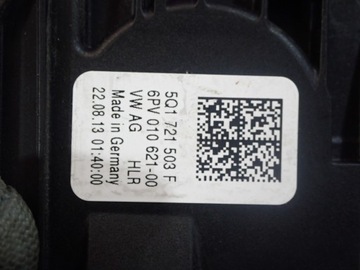 5Q1 721 503 F
6PV 010 621-00
VW AG HLR
Made in Germany
22.08.13 01:40:00